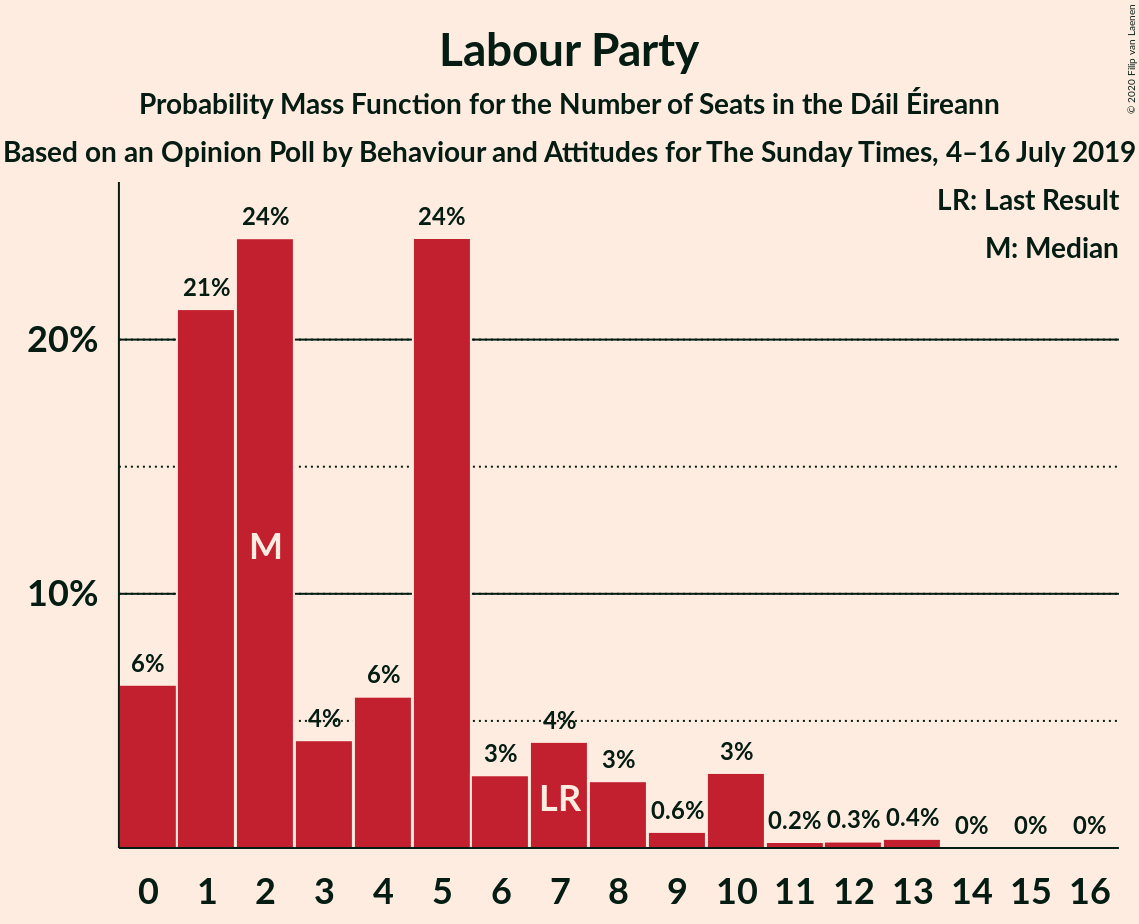 Labour Party
Probability Mass Function for the Number of Seats in the Dáil Éireann
Based on an Opinion Poll by Behaviour and Attitudes for The Sunday Times, 4–16 July 2019
© 2020 Filip van Laenen
LR: Last Result
M: Median
24% 24%
21%
20%
M
10%
6% 6%
4% 4%
3% 3% 3%
LR
0.6% 0.2% 0.3% 0.4% 0% 0% 0%
0 1 2 3 4 5 6 7 8 9 10 11 12 13 14 15 16